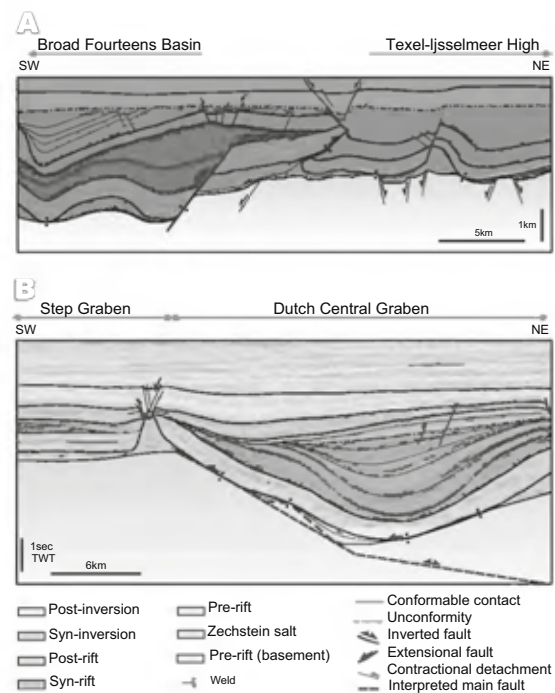 A
Broad Fourteens Basin
Texel-Ijsselmeer High
SW
NE
1km
5km
B
Step Graben
Dutch Central Graben
SW
NE
1sec
TWT
6km
Post-inversion
Syn-inversion
Post-rift
Syn-rift
Pre-rift
Zechstein salt
Pre-rift (basement)
Weld
Conformable contact
Unconformity
Inverted fault
Extensional fault
Contractional detachment
Interpreted main fault